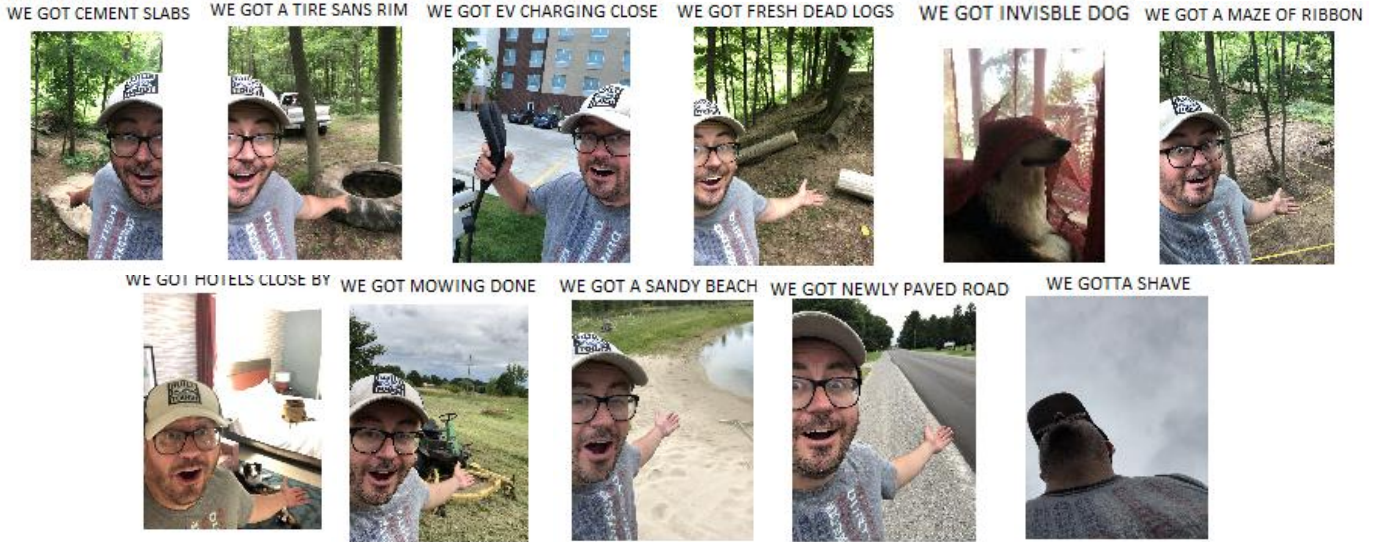 WE GOT CEMENT SLABS
WE GOT A TIRE SANS RIM
WE GOT EV CHARGING CLOSE
WE GOT FRESH DEAD LOGS
WE GOT INVISBLE DOG
WE GOT A MAZE OF RIBBON
WE GOT HOTELS CLOSE BY
WE GOT MOWING DONE
WE GOT A SANDY BEACH
WE GOT NEWLY PAVED ROAD
WE GOTTA SHAVE